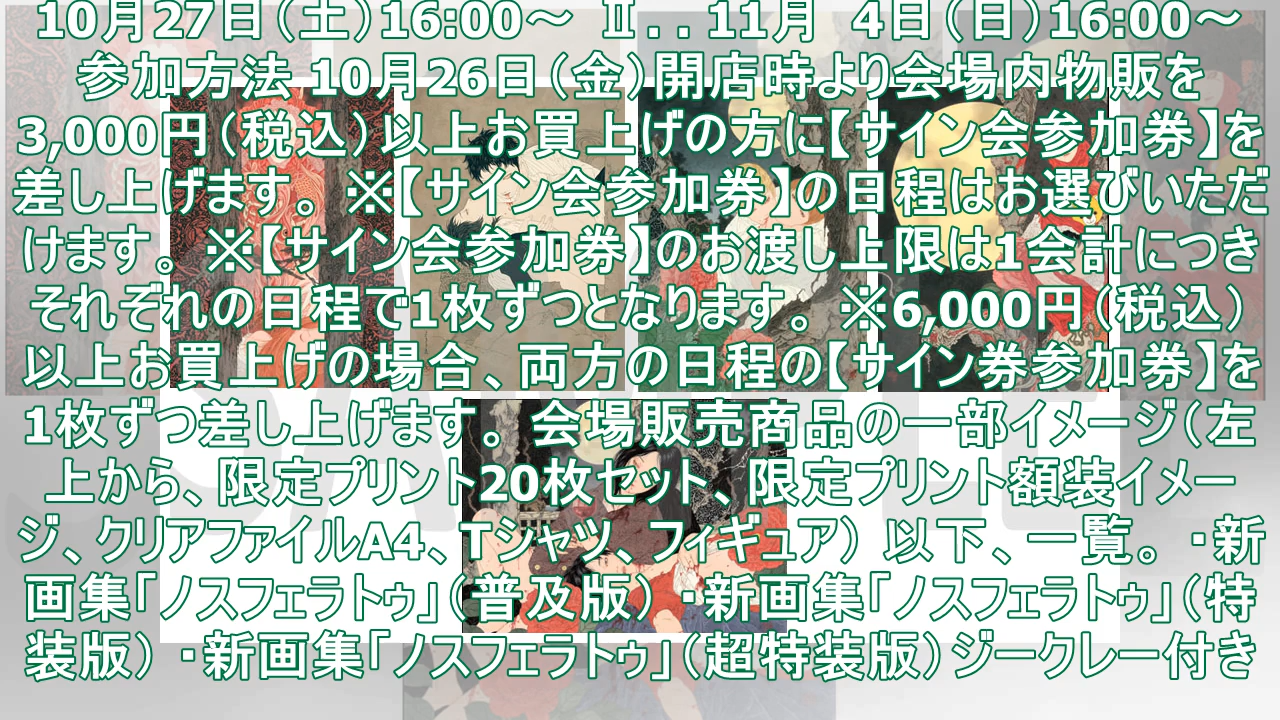 10月27日（土）16:00～　Ⅱ．．11月　4日（日）16:00～
参加方法 10月26日（金）開店時より会場内物販を
3,000円（税込）以上お買上げの方に【サイン会参加券】を
差し上げます。 ※【サイン会参加券】の日程はお選びいただ
けます。 ※【サイン会参加券】のお渡し上限は1会計につき
それぞれの日程で1枚ずつとなります。 ※6,000円（税込）
以上お買上げの場合、両方の日程の【サイン券参加券】を
1枚ずつ差し上げます。 会場販売商品の一部イメージ（左
上から、限定プリント20枚セット、限定プリント額装イメー
ジ、クリアファイルA4、Tシャツ、フィギュア） 以下、一覧。 ・新
画集「ノスフェラトゥ」（普及版） ・新画集「ノスフェラトゥ」（特
装版） ・新画集「ノスフェラトゥ」（超特装版）ジークレー付き